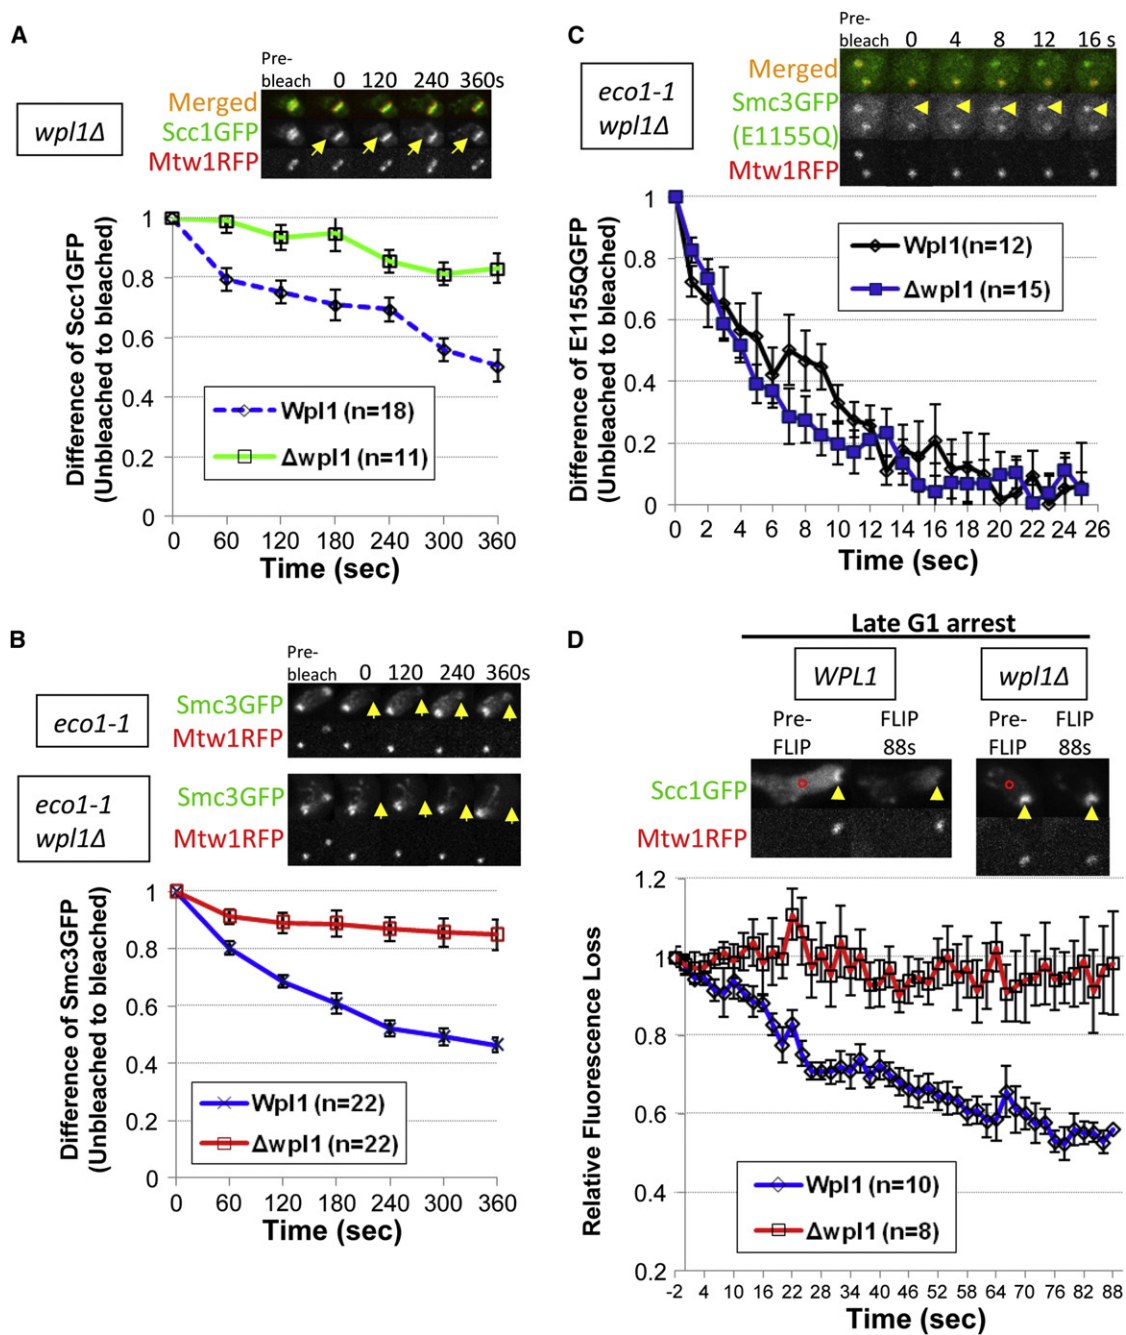 A
Pre-
bleach 0 120 240 360s
wpl1Δ
Merged
Scc1GFP
Mtw1RFP
Difference of Scc1GFP
(Unbleached to bleached)
1
0.8
0.6
0.4
0.2
0
Wpl1 (n=18)
Δwpl1 (n=11)
0 60 120 180 240 300 360
Time (sec)
B
Pre-
bleach 0 120 240 360s
eco1-1
Smc3GFP
Mtw1RFP
eco1-1
wpl1Δ
Smc3GFP
Mtw1RFP
Difference of Smc3GFP
(Unbleached to bleached)
1
0.8
0.6
0.4
0.2
0
Wpl1 (n=22)
Δwpl1 (n=22)
0 60 120 180 240 300 360
Time (sec)
C
Pre-
bleach 0 4 8 12 16 s
eco1-1
wpl1Δ
Merged
Smc3GFP
(E1155Q)
Mtw1RFP
Difference of E1155QGFP
(Unbleached to bleached)
1
0.8
0.6
0.4
0.2
0
Wpl1(n=12)
Δwpl1 (n=15)
0 2 4 6 8 10 12 14 16 18 20 22 24 26
Time (sec)
D
Late G1 arrest
WPL1
wpl1Δ
Pre-
FLIP
FLIP
88s
Pre-
FLIP
FLIP
88s
Scc1GFP
Mtw1RFP
Relative Fluorescence Loss
1.2
1
0.8
0.6
0.4
0.2
Wpl1 (n=10)
Δwpl1 (n=8)
-2 4 10 16 22 28 34 40 46 52 58 64 70 76 82 88
Time (sec)